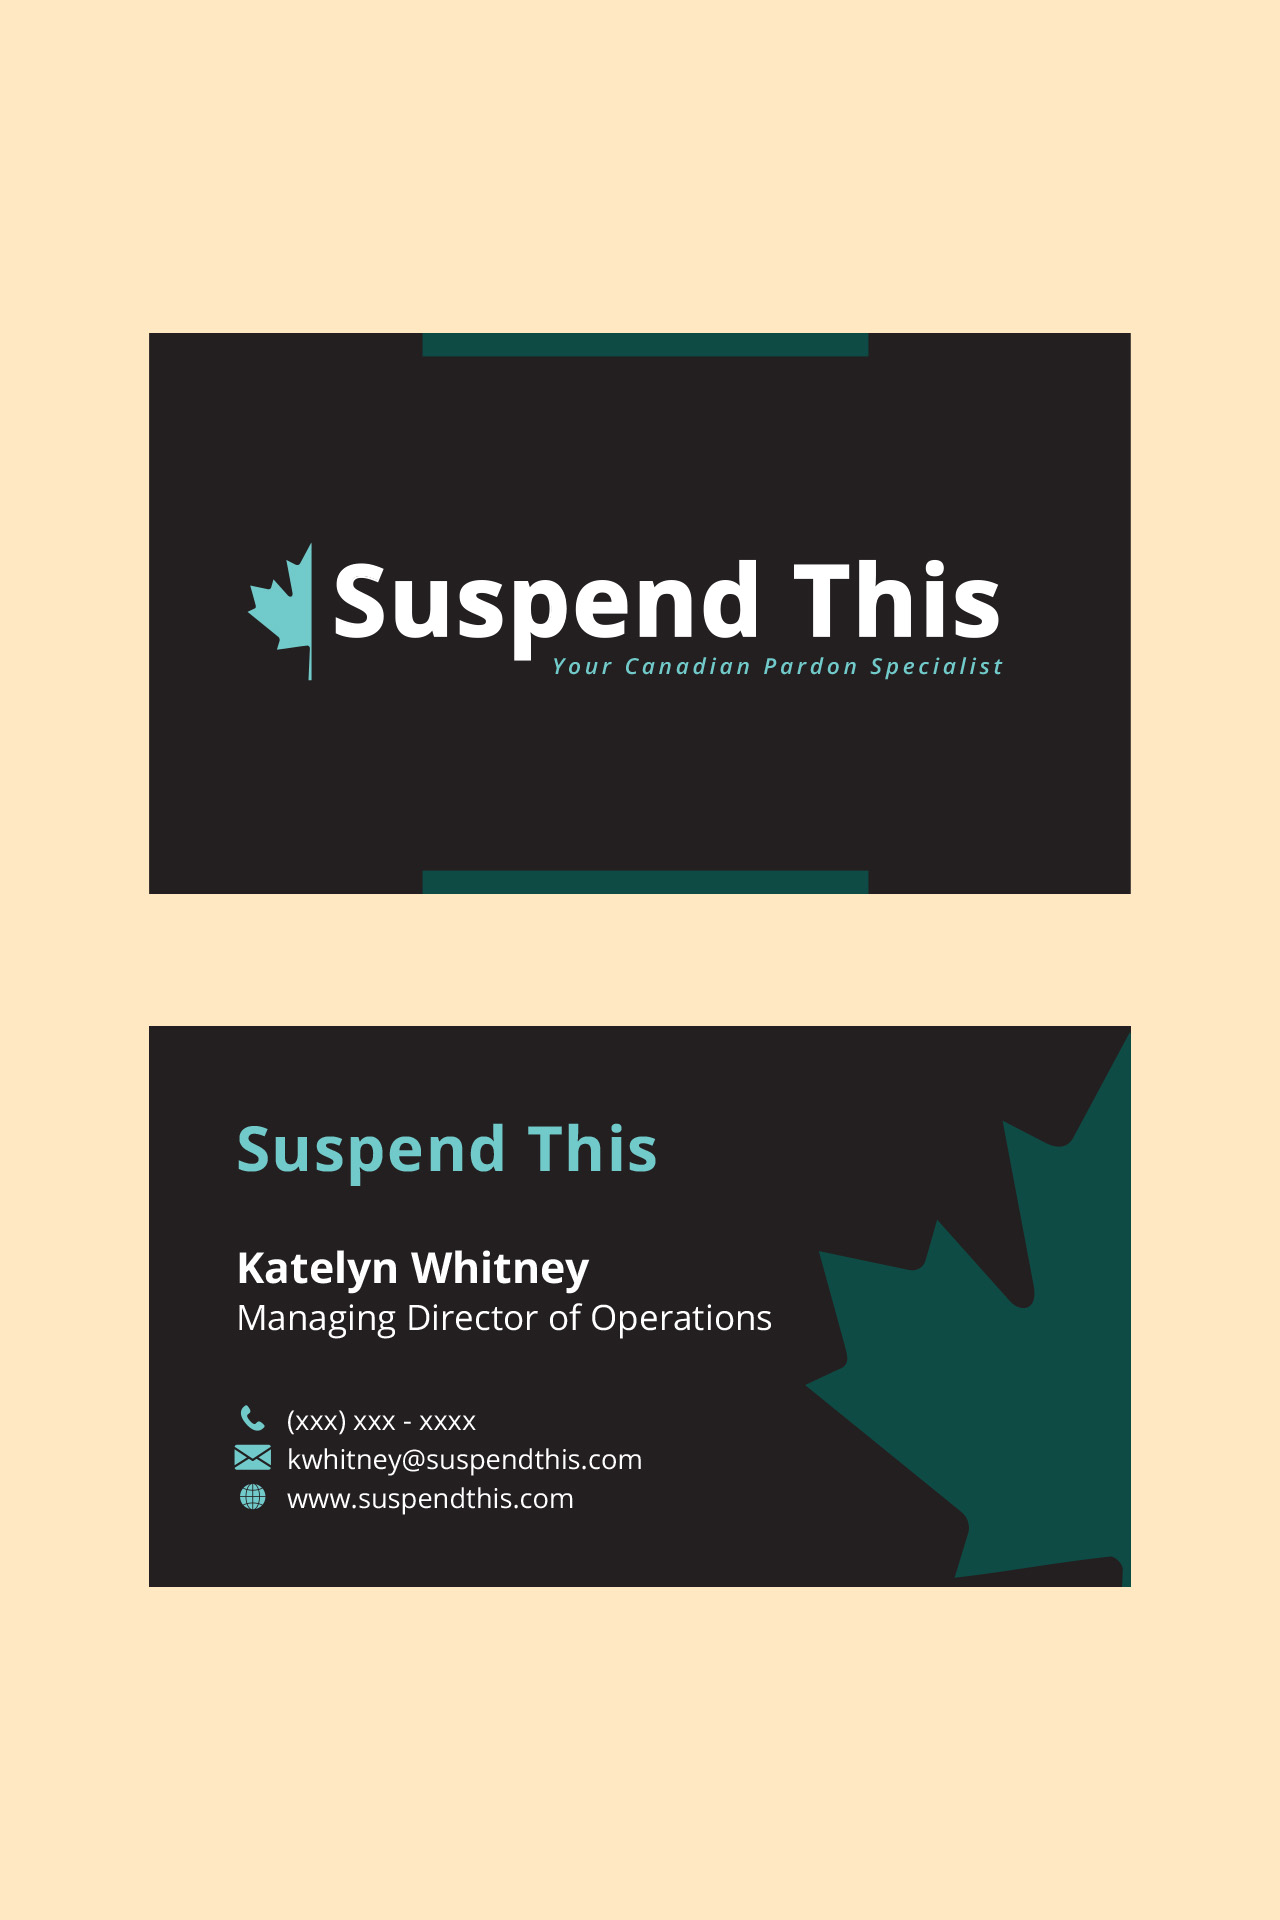 Suspend This
Your Canadian Pardon Specialist
Suspend This
Katelyn Whitney
Managing Director of Operations
(xxx) xxx - xxxx
kwhitney@suspendthis.com
www.suspendthis.com